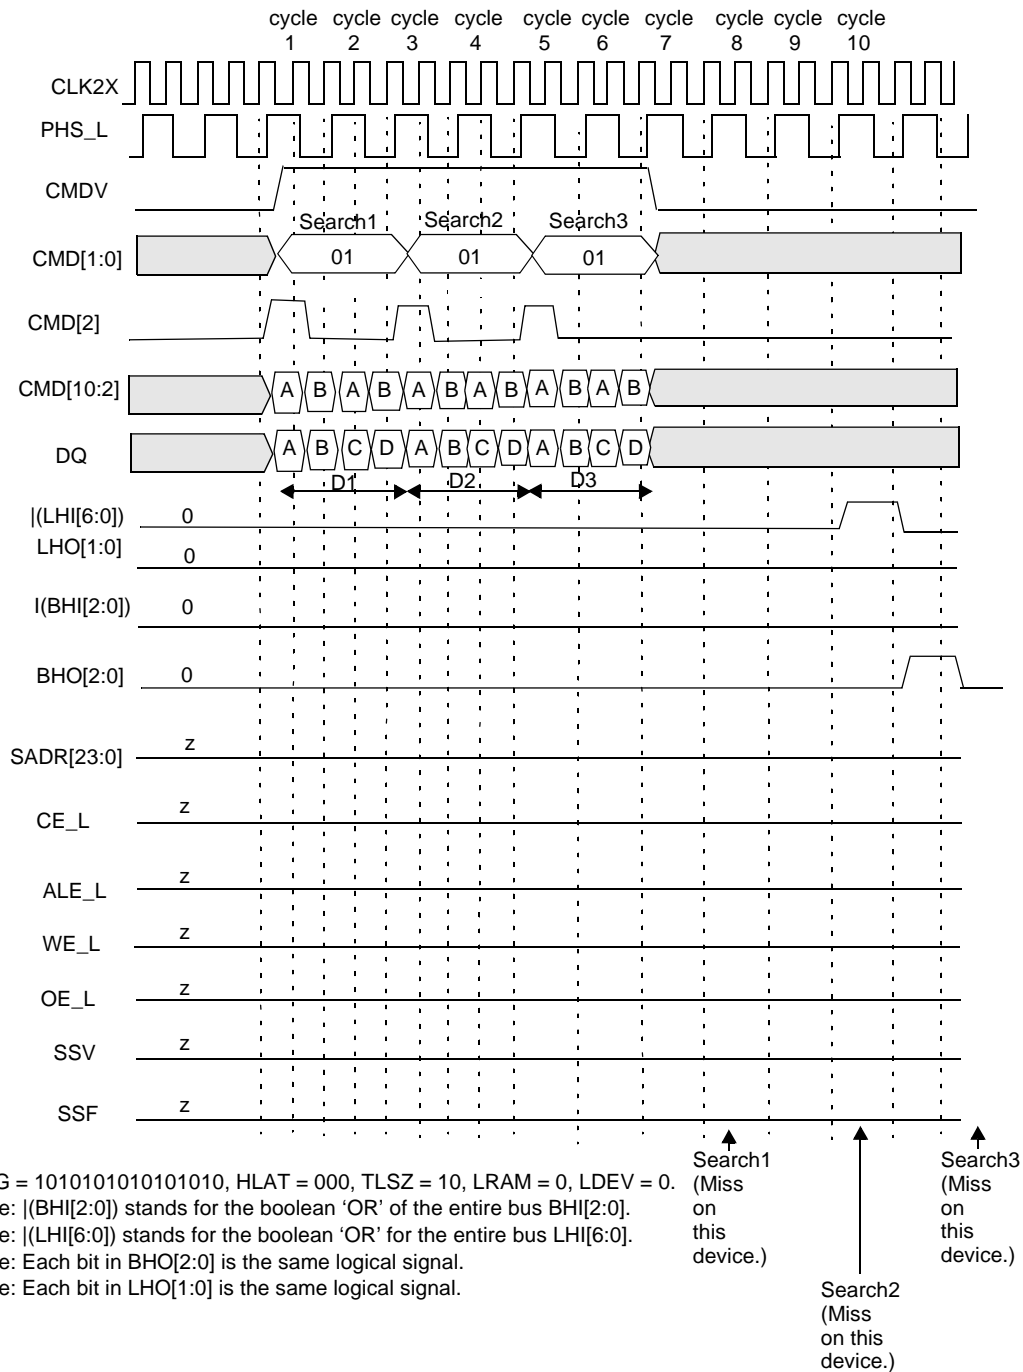 cycle cycle cycle cycle cycle cycle cycle cycle cycle cycle
1 2 3 4 5 6 7 8 9 10
CLK2X
PHS_L
CMDV
Search1 Search2 Search3
CMD[1:0] 01 01 01
CMD[2]
CMD[10:2] A B A B A B A B A B A B
DQ A B C D A B C D A B C D
D1 D2 D3
|(LHI[6:0]) 0
LHO[1:0] 0
I(BHI[2:0]) 0
BHO[2:0] 0
SADR[23:0] z
CE_L z
ALE_L z
WE_L z
OE_L z
SSV z
SSF z
Search1
(Miss
on
this
device.)
Search2
(Miss
on this
device.)
Search3
(Miss
on
this
device.)
G = 1010101010101010, HLAT = 000, TLSZ = 10, LRAM = 0, LDEV = 0.
e: |(BHI[2:0]) stands for the boolean ‘OR’ of the entire bus BHI[2:0].
e: |(LHI[6:0]) stands for the boolean ‘OR’ for the entire bus LHI[6:0].
e: Each bit in BHO[2:0] is the same logical signal.
e: Each bit in LHO[1:0] is the same logical signal.